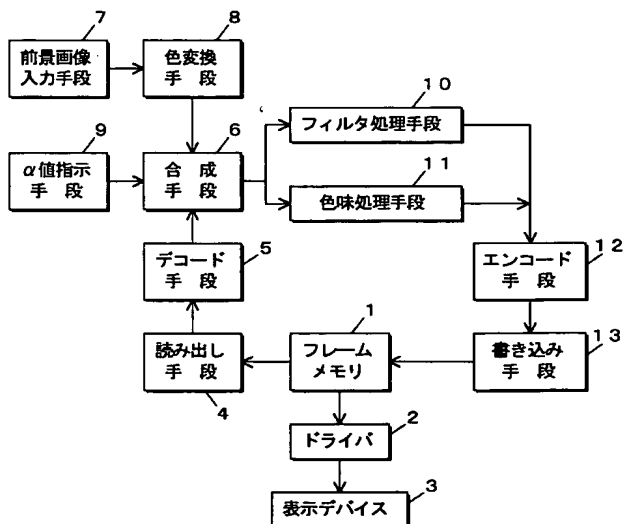 7
前景画像
入力手段
8
色変換
手 段
9
α値指示
手 段
6
合 成
手 段
10
フィルタ処理手段
11
色味処理手段
デコード
手 段
5
エンコード
手 段
12
読み出し
手 段
4
1
フレーム
メモリ
書き込み
手 段
13
ドライバ
2
表示デバイス
3